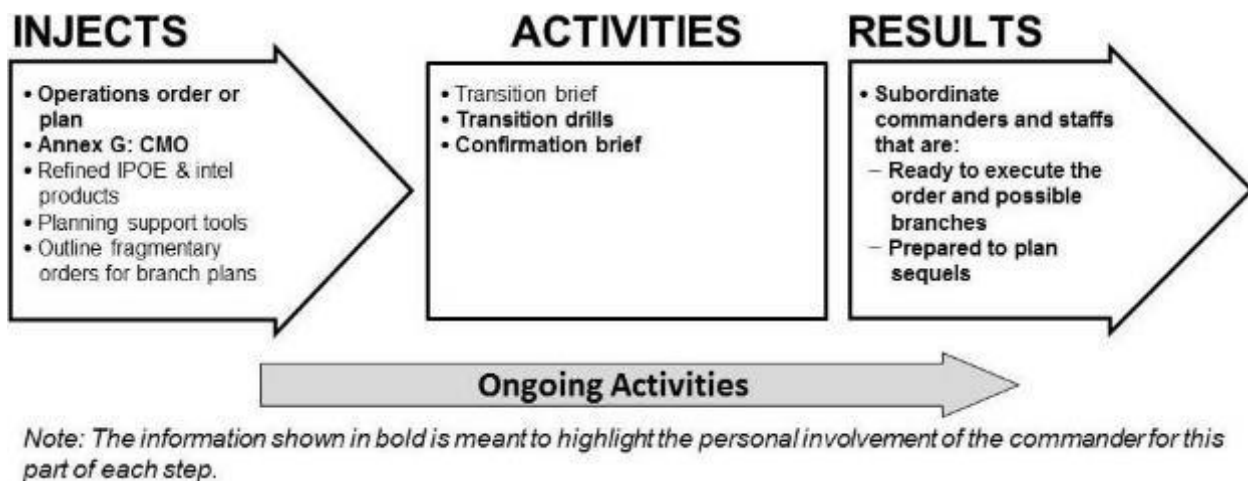 INJECTS
• Operations order or
plan
• Annex G: CMO
• Refined IPOE & intel
products
• Planning support tools
• Outline fragmentary
orders for branch plans
ACTIVITIES
• Transition brief
• Transition drills
• Confirmation brief
RESULTS
• Subordinate
commanders and staffs
that are:
– Ready to execute the
order and possible
branches
– Prepared to plan
sequels
Ongoing Activities
Note: The information shown in bold is meant to highlight the personal involvement of the commander for this
part of each step.